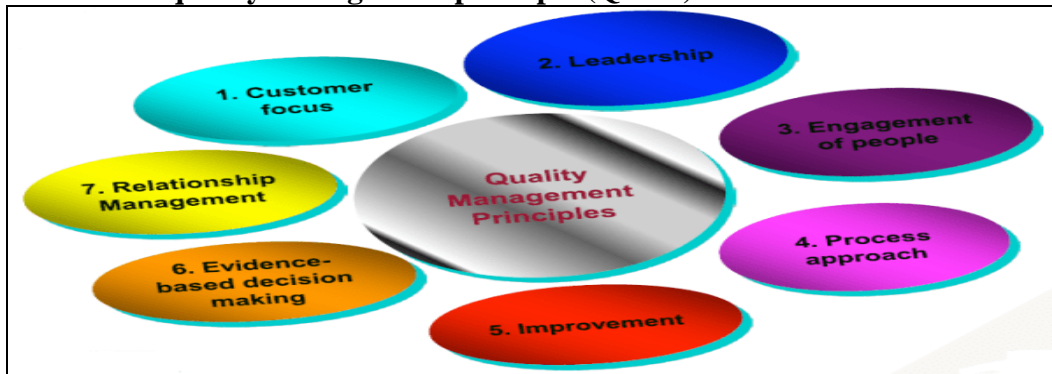 1. Customer
focus
2. Leadership
3. Engagement
of people
4. Process
approach
5. Improvement
6. Evidence-
based decision
making
7. Relationship
Management
Quality
Management
Principles